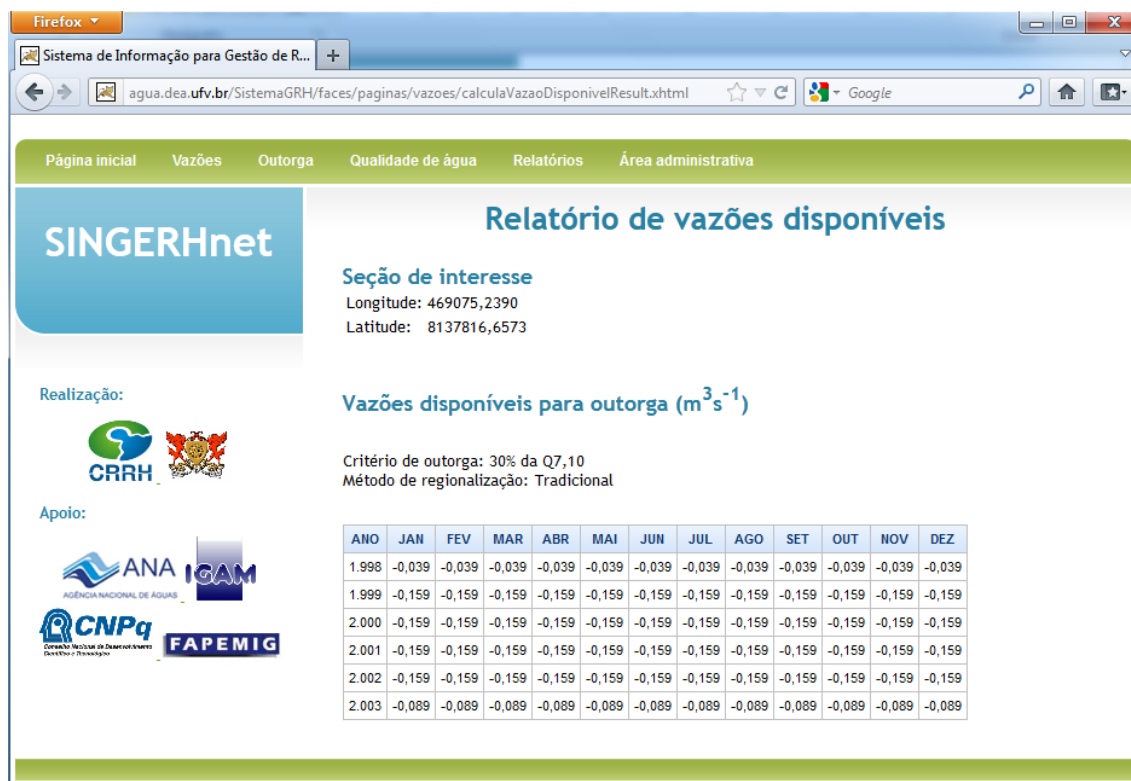 Firefox
Sistema de Informação para Gestão de R...
agua.dea.ufv.br/SistemaGRH/faces/paginas/vazoes/calculaVazaoDisponivelResult.xhtml
Google
Página inicial Vazões Outorga Qualidade de água Relatórios Área administrativa
SINGERHnet
Relatório de vazões disponíveis
Seção de interesse
Longitude: 469075,2390
Latitude: 8137816,6573
Realização:
CRRH
Vazões disponíveis para outorga (m³s⁻¹)
Critério de outorga: 30% da Q7,10
Método de regionalização: Tradicional
Apoio:
ANA
AGÊNCIA NACIONAL DE ÁGUAS
IGAM
CNPq
Conselho Nacional de Desenvolvimento
Científico e Tecnológico
FAPEMIG
ANO JAN FEV MAR ABR MAI JUN JUL AGO SET OUT NOV DEZ
1.998 -0,039 -0,039 -0,039 -0,039 -0,039 -0,039 -0,039 -0,039 -0,039 -0,039 -0,039 -0,039
1.999 -0,159 -0,159 -0,159 -0,159 -0,159 -0,159 -0,159 -0,159 -0,159 -0,159 -0,159 -0,159
2.000 -0,159 -0,159 -0,159 -0,159 -0,159 -0,159 -0,159 -0,159 -0,159 -0,159 -0,159 -0,159
2.001 -0,159 -0,159 -0,159 -0,159 -0,159 -0,159 -0,159 -0,159 -0,159 -0,159 -0,159 -0,159
2.002 -0,159 -0,159 -0,159 -0,159 -0,159 -0,159 -0,159 -0,159 -0,159 -0,159 -0,159 -0,159
2.003 -0,089 -0,089 -0,089 -0,089 -0,089 -0,089 -0,089 -0,089 -0,089 -0,089 -0,089 -0,089